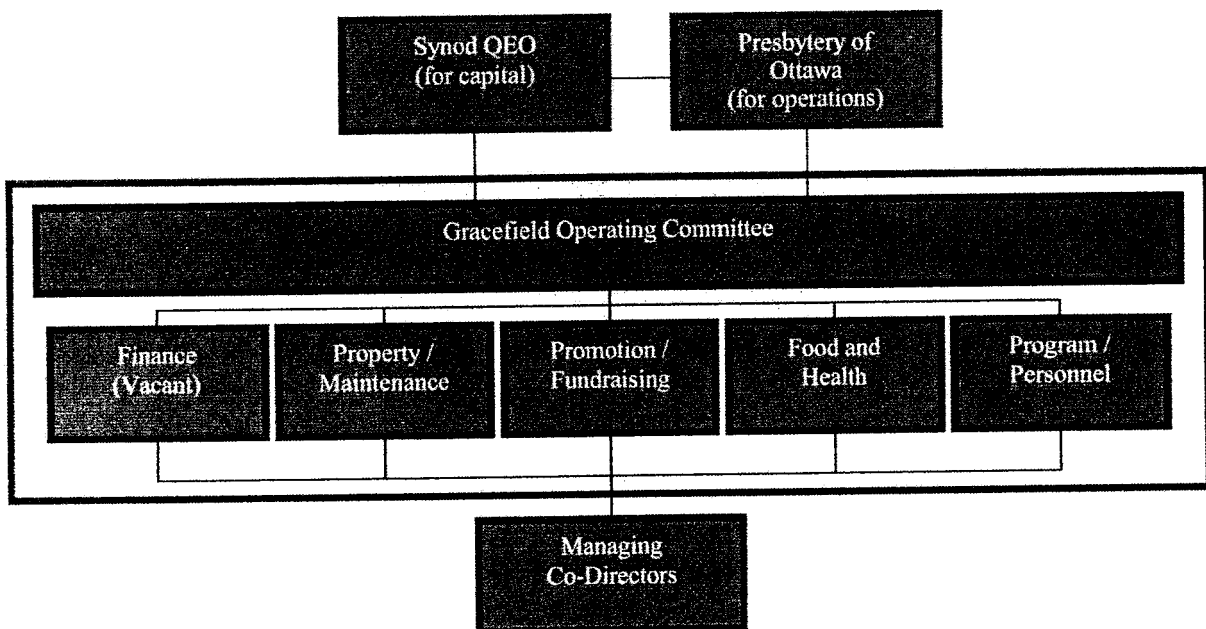 Synod QEO
(for capital)
Presbytery of
Ottawa
(for operations)
Gracefield Operating Committee
Finance
(Vacant)
Property /
Maintenance
Promotion /
Fundraising
Food and
Health
Program /
Personnel
Managing
Co-Directors